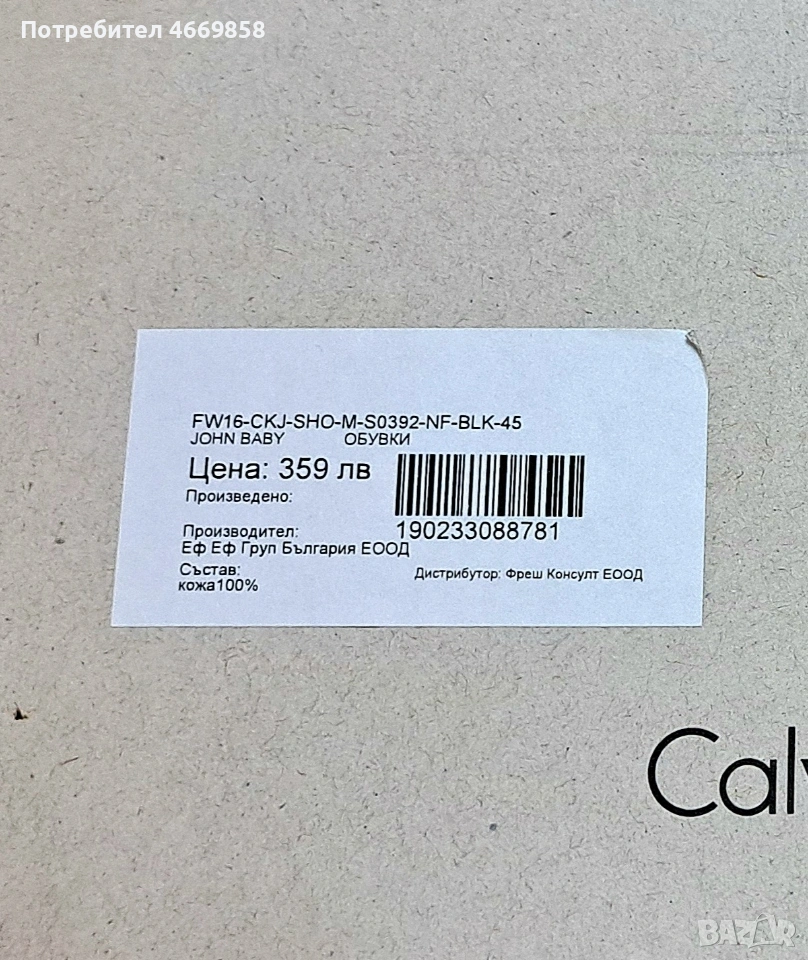 Потребител 4669858
FW16-CKJ-SHO-M-S0392-NF-BLK-45
JOHN BABY ОБУВКИ
Цена: 359 лв
Произведено:
190233088781
Производител:
Еф Еф Груп България ЕООД
Състав:
кожа100%
Дистрибутор: Фреш Консулт ЕООД
Calv
BAZAR